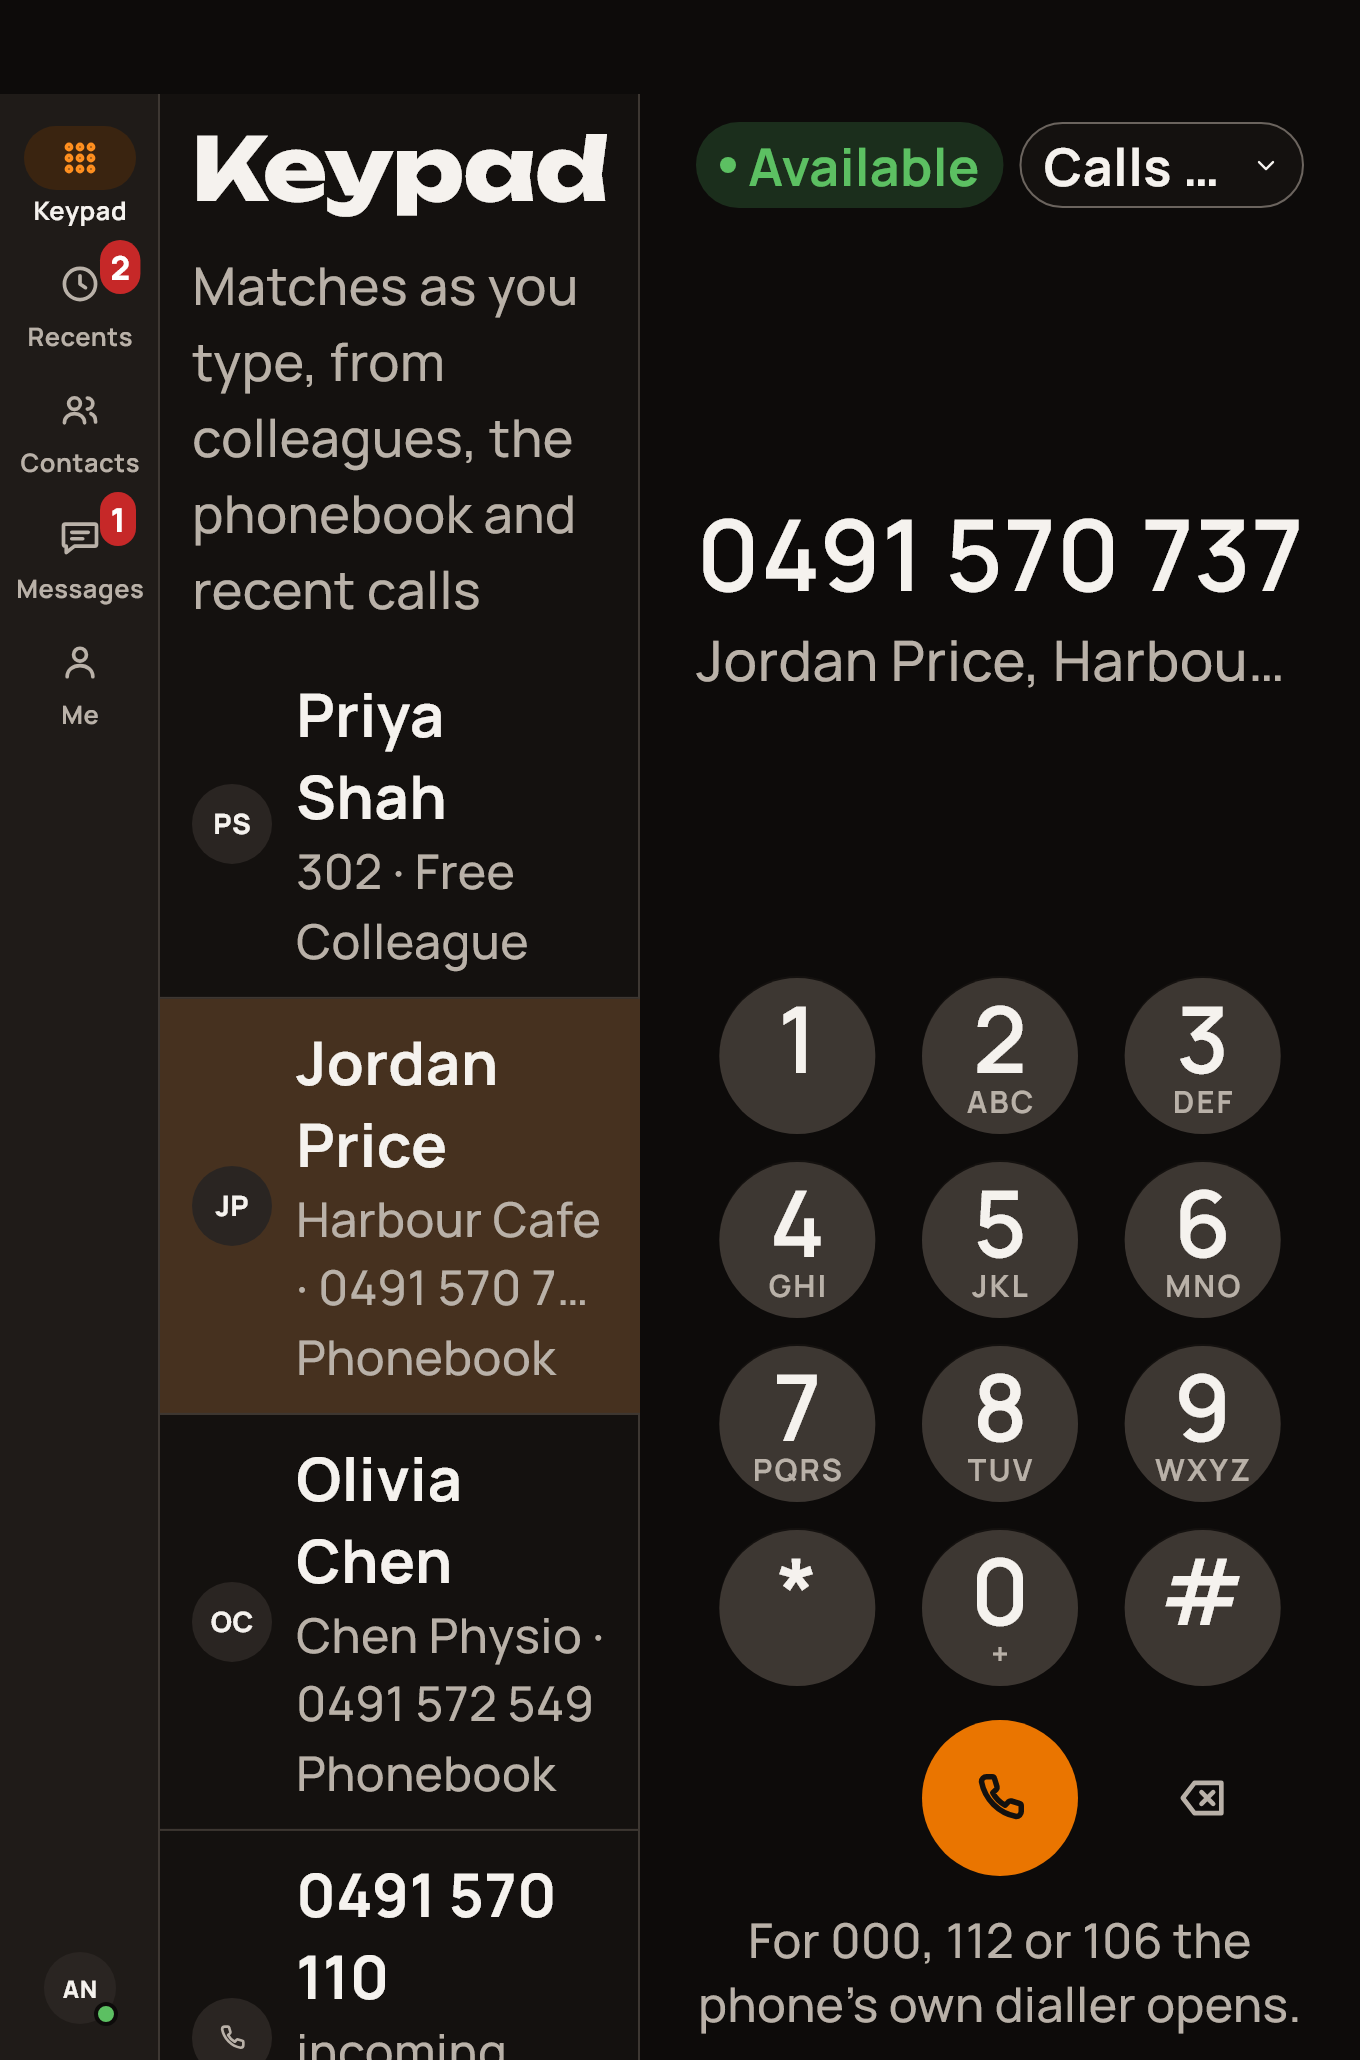 Keypad
Recents
2
Contacts
Messages
1
Me
AN
Keypad
Matches as you
type, from
colleagues, the
phonebook and
recent calls
PS
Priya
Shah
302 · Free
Colleague
JP
Jordan
Price
Harbour Cafe
· 0491 570 7...
Phonebook
OC
Olivia
Chen
Chen Physio ·
0491 572 549
Phonebook
0491 570
110
incoming
Available
Calls ...
0491 570 737
Jordan Price, Harbou...
1
2
ABC
3
DEF
4
GHI
5
JKL
6
MNO
7
PQRS
8
TUV
9
WXYZ
*
0
+
#
For 000, 112 or 106 the
phone's own dialler opens.